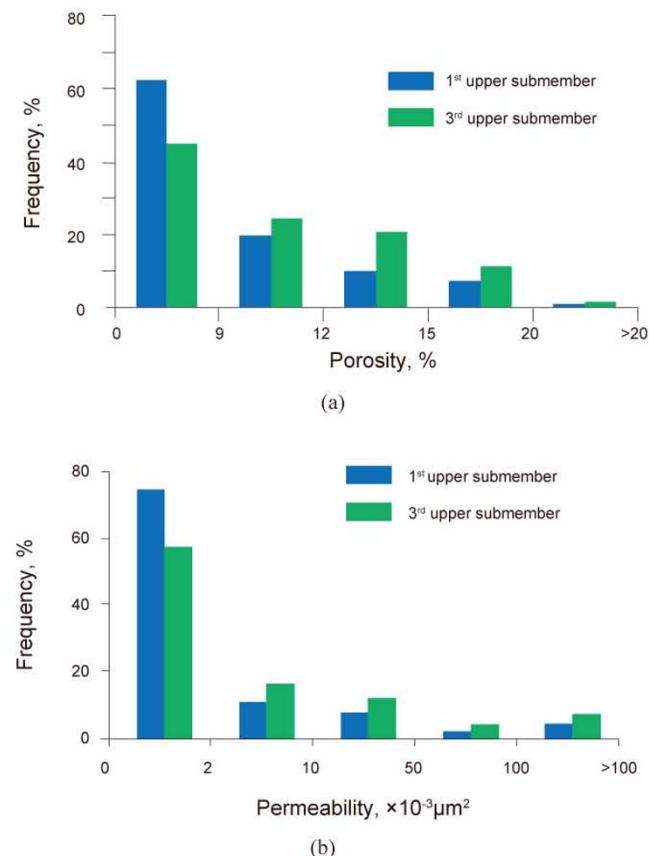 80
60
40
20
0
Frequency, %
1st upper submember
3rd upper submember
0 9 12 15 20 >20
Porosity, %
(a)
80
60
40
20
0
Frequency, %
1st upper submember
3rd upper submember
0 2 10 50 100 >100
Permeability, ×10-3μm2
(b)